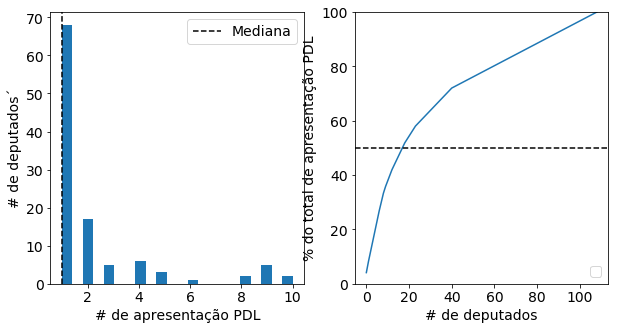 Mediana
70
60
50
40
30
20
10
0
# de deputados´
2 4 6 8 10
# de apresentação PDL
100
80
60
40
20
0
% do total de apresentação PDL
0 20 40 60 80 100
# de deputados